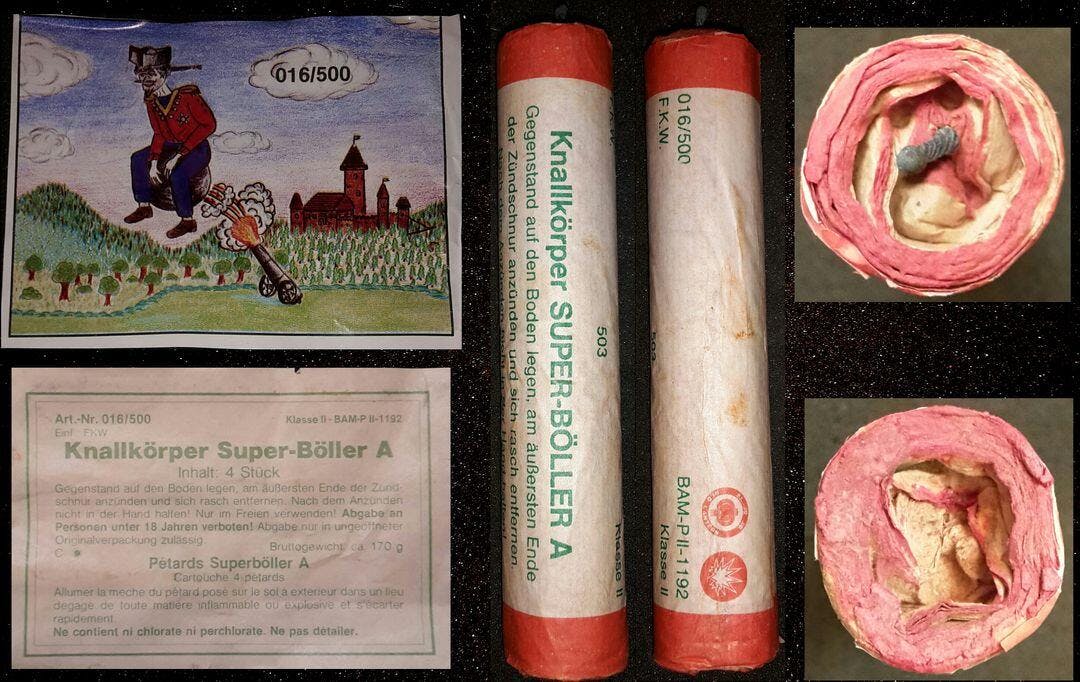 016/500
Art.-Nr. 016/500
Klasse II - BAM-P II-1192
Einf. FKW
Knallkörper Super-Böller A
Inhalt: 4 Stück
Gegenstand auf den Boden legen, am äußersten Ende der Zünd-
schnur anzünden und sich rasch entfernen. Nach dem Anzünden
nicht in der Hand halten! Nur im Freien verwenden! Abgabe an
Personen unter 18 Jahren verboten! Abgabe nur in ungeöffneter
Originalverpackung zulässig.
Bruttogewicht: ca. 170 g
Pétards Superböller A
Cartouche 4 pétards
Allumer la meche du pétard posé sur le sol à exterieur dans un lieu
degage de toute matière inflammable ou explosive et s'écarter
rapidement.
Ne contient ni chlorate ni perchlorate. Ne pas détailer.
503
Klasse II
Knallkörper SUPER-BÖLLER A
Gegenstand auf den Boden legen, am äußersten Ende
der Zündschnur anzünden und sich rasch entfernen.
016/500
F.K.W.
BAM-PII-1192
Klasse II